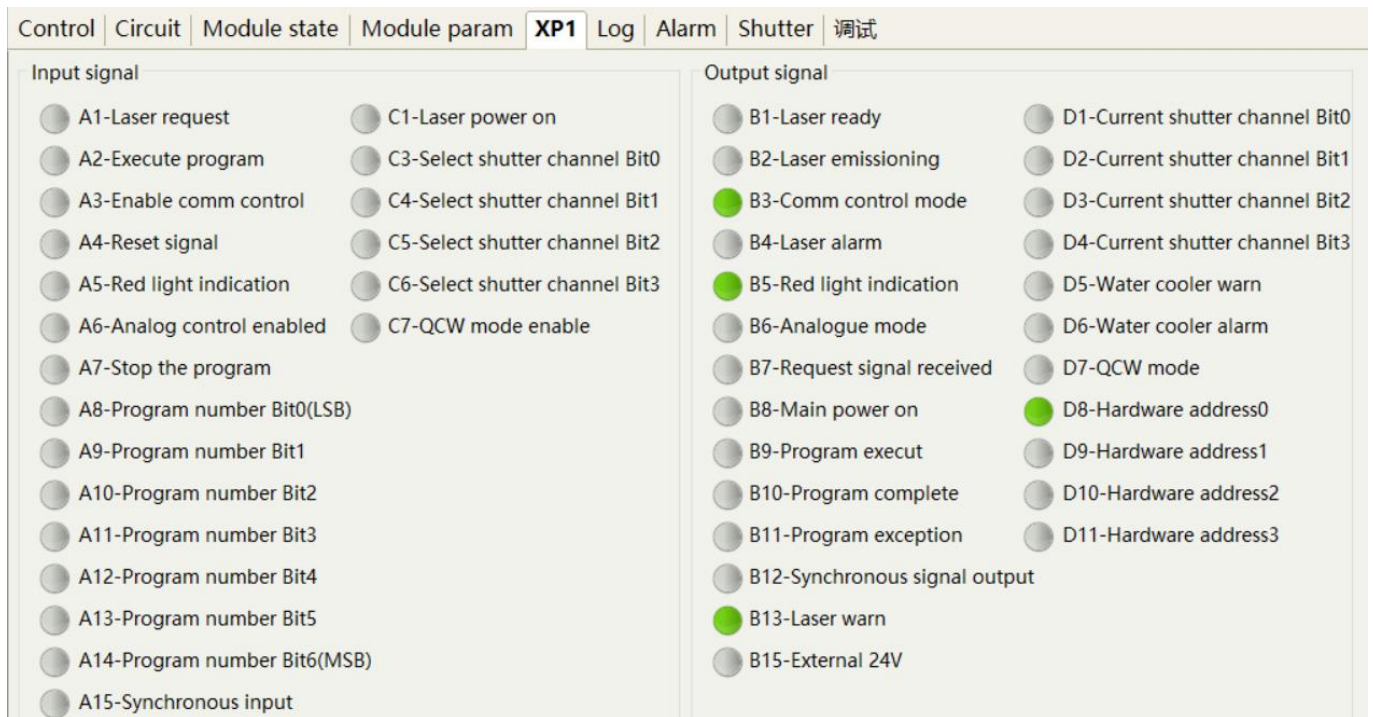 Control Circuit Module state Module param XP1 Log Alarm Shutter 调试
Input signal
A1-Laser request
A2-Execute program
A3-Enable comm control
A4-Reset signal
A5-Red light indication
A6-Analog control enabled
A7-Stop the program
A8-Program number Bit0(LSB)
A9-Program number Bit1
A10-Program number Bit2
A11-Program number Bit3
A12-Program number Bit4
A13-Program number Bit5
A14-Program number Bit6(MSB)
A15-Synchronous input
C1-Laser power on
C3-Select shutter channel Bit0
C4-Select shutter channel Bit1
C5-Select shutter channel Bit2
C6-Select shutter channel Bit3
C7-QCW mode enable
Output signal
B1-Laser ready
B2-Laser emissioning
B3-Comm control mode
B4-Laser alarm
B5-Red light indication
B6-Analogue mode
B7-Request signal received
B8-Main power on
B9-Program execut
B10-Program complete
B11-Program exception
B12-Synchronous signal output
B13-Laser warn
B15-External 24V
D1-Current shutter channel Bit0
D2-Current shutter channel Bit1
D3-Current shutter channel Bit2
D4-Current shutter channel Bit3
D5-Water cooler warn
D6-Water cooler alarm
D7-QCW mode
D8-Hardware address0
D9-Hardware address1
D10-Hardware address2
D11-Hardware address3